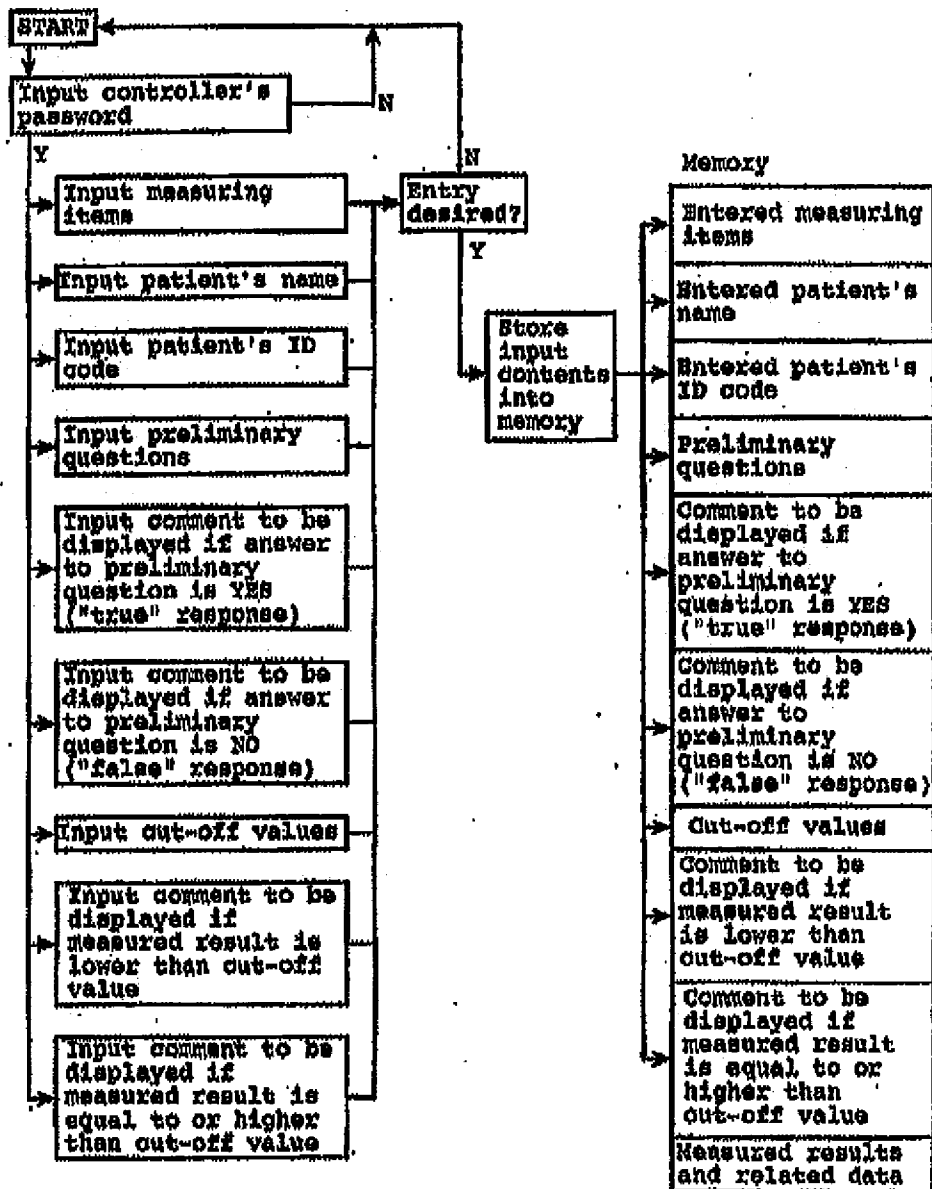 START
Input controller's
password
N
Y
Input measuring
items
Input patient's name
Input patient's ID
code
Input preliminary
questions
Input comment to be
displayed if answer
to preliminary
question is YES
("true" response)
Input comment to be
displayed if answer
to preliminary
question is NO
("false" response)
Input cut-off values
Input comment to be
displayed if
measured result is
lower than cut-off
value
Input comment to be
displayed if
measured result is
equal to or higher
than cut-off value
N
Entry
desired?
Y
Store
input
contents
into
memory
Memory
Entered measuring
items
Entered patient's
name
Entered patient's
ID code
Preliminary
questions
Comment to be
displayed if
answer to
preliminary
question is YES
("true" response)
Comment to be
displayed if
answer to
preliminary
question is NO
("false" response)
Cut-off values
Comment to be
displayed if
measured result
is lower than
cut-off value
Comment to be
displayed if
measured result
is equal to or
higher than
cut-off value
Measured results
and related data